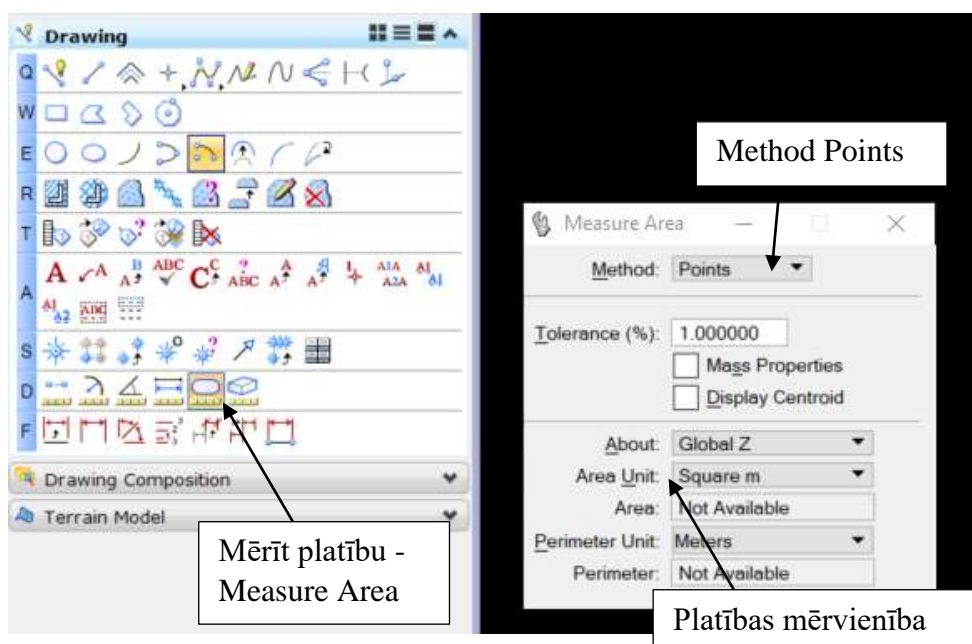 Drawing
Q
W
E
R
T
A
S
D
F
Drawing Composition
Terrain Model
Mērīt platību -
Measure Area
Method Points
Measure Area
Method: Points
Tolerance (%): 1.000000
Mass Properties
Display Centroid
About: Global Z
Area Unit: Square m
Area: Not Available
Perimeter Unit: Meters
Perimeter: Not Available
Platības mērvienība